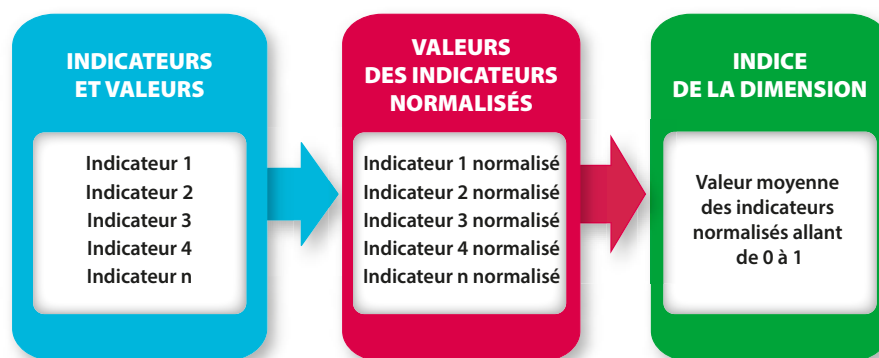 INDICATEURS
ET VALEURS
Indicateur 1
Indicateur 2
Indicateur 3
Indicateur 4
Indicateur n
VALEURS
DES INDICATEURS
NORMALISÉS
Indicateur 1 normalisé
Indicateur 2 normalisé
Indicateur 3 normalisé
Indicateur 4 normalisé
Indicateur n normalisé
INDICE
DE LA DIMENSION
Valeur moyenne
des indicateurs
normalisés allant
de 0 à 1